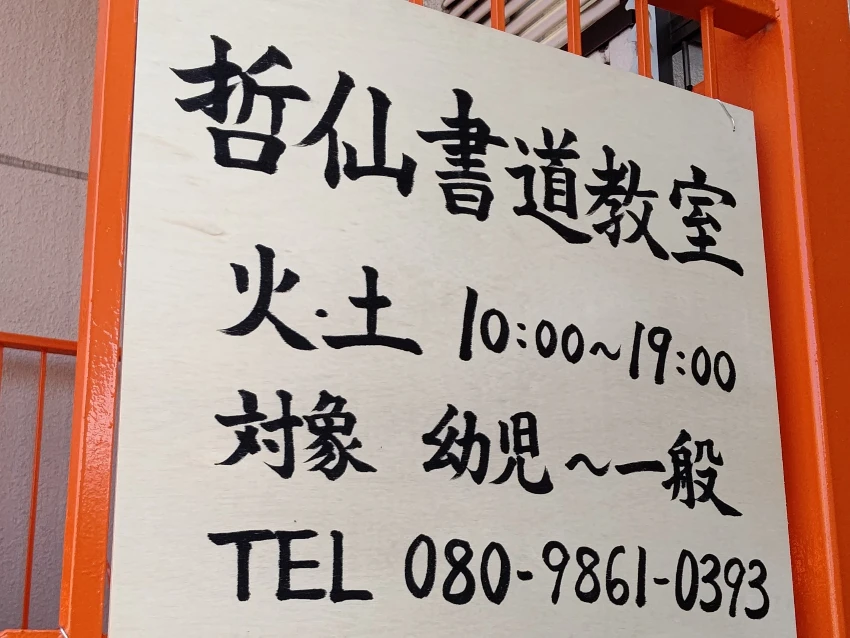 哲仙書道教室
火・土 10:00~19:00
対象 幼児~一般
TEL 080-9861-0393